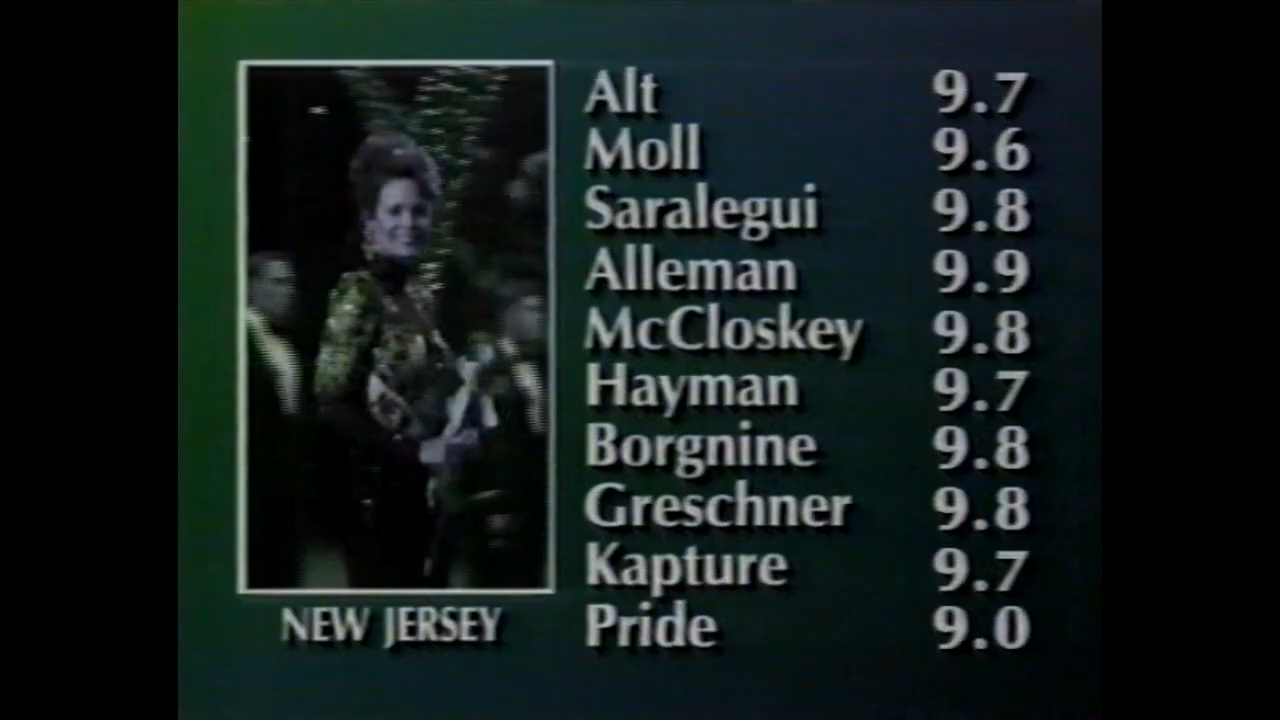 Alt 9.7
Moll 9.6
Saralegui 9.8
Alleman 9.9
McCloskey 9.8
Hayman 9.7
Borgnine 9.8
Greschner 9.8
Kapture 9.7
Pride 9.0
NEW JERSEY